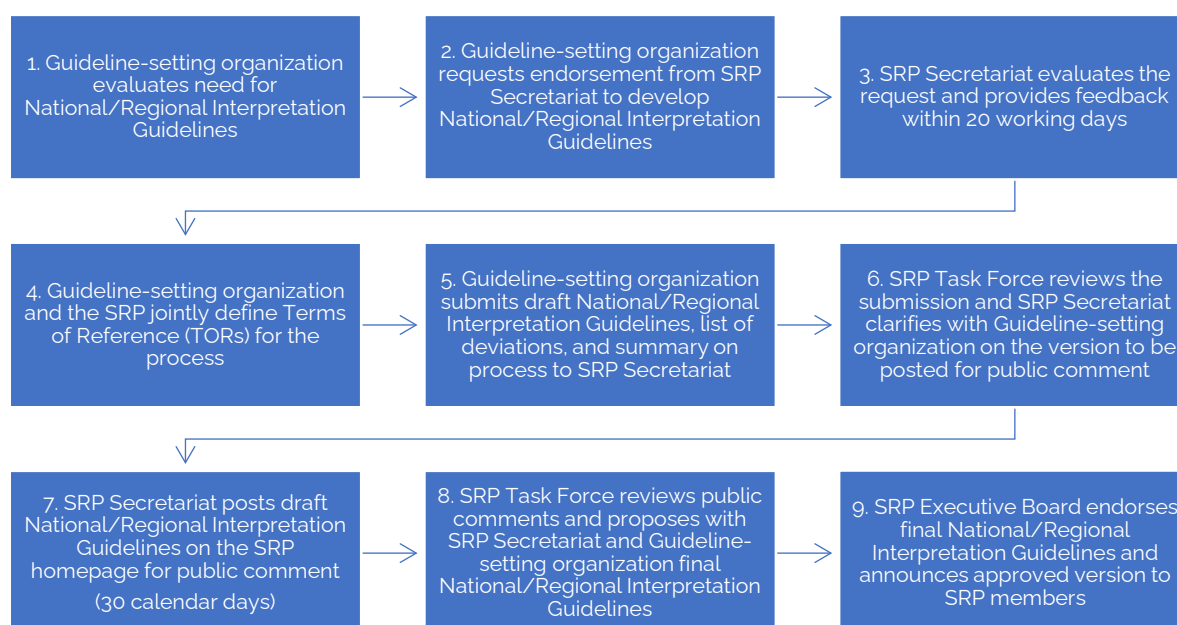 1. Guideline-setting organization
evaluates need for
National/Regional Interpretation
Guidelines
2. Guideline-setting organization
requests endorsement from SRP
Secretariat to develop
National/Regional Interpretation
Guidelines
3. SRP Secretariat evaluates the
request and provides feedback
within 20 working days
4. Guideline-setting organization
and the SRP jointly define Terms
of Reference (TORs) for the
process
5. Guideline-setting organization
submits draft National/Regional
Interpretation Guidelines, list of
deviations, and summary on
process to SRP Secretariat
6. SRP Task Force reviews the
submission and SRP Secretariat
clarifies with Guideline-setting
organization on the version to be
posted for public comment
7. SRP Secretariat posts draft
National/Regional Interpretation
Guidelines on the SRP
homepage for public comment
(30 calendar days)
8. SRP Task Force reviews public
comments and proposes with
SRP Secretariat and Guideline-
setting organization final
National/Regional Interpretation
Guidelines
9. SRP Executive Board endorses
final National/Regional
Interpretation Guidelines and
announces approved version to
SRP members